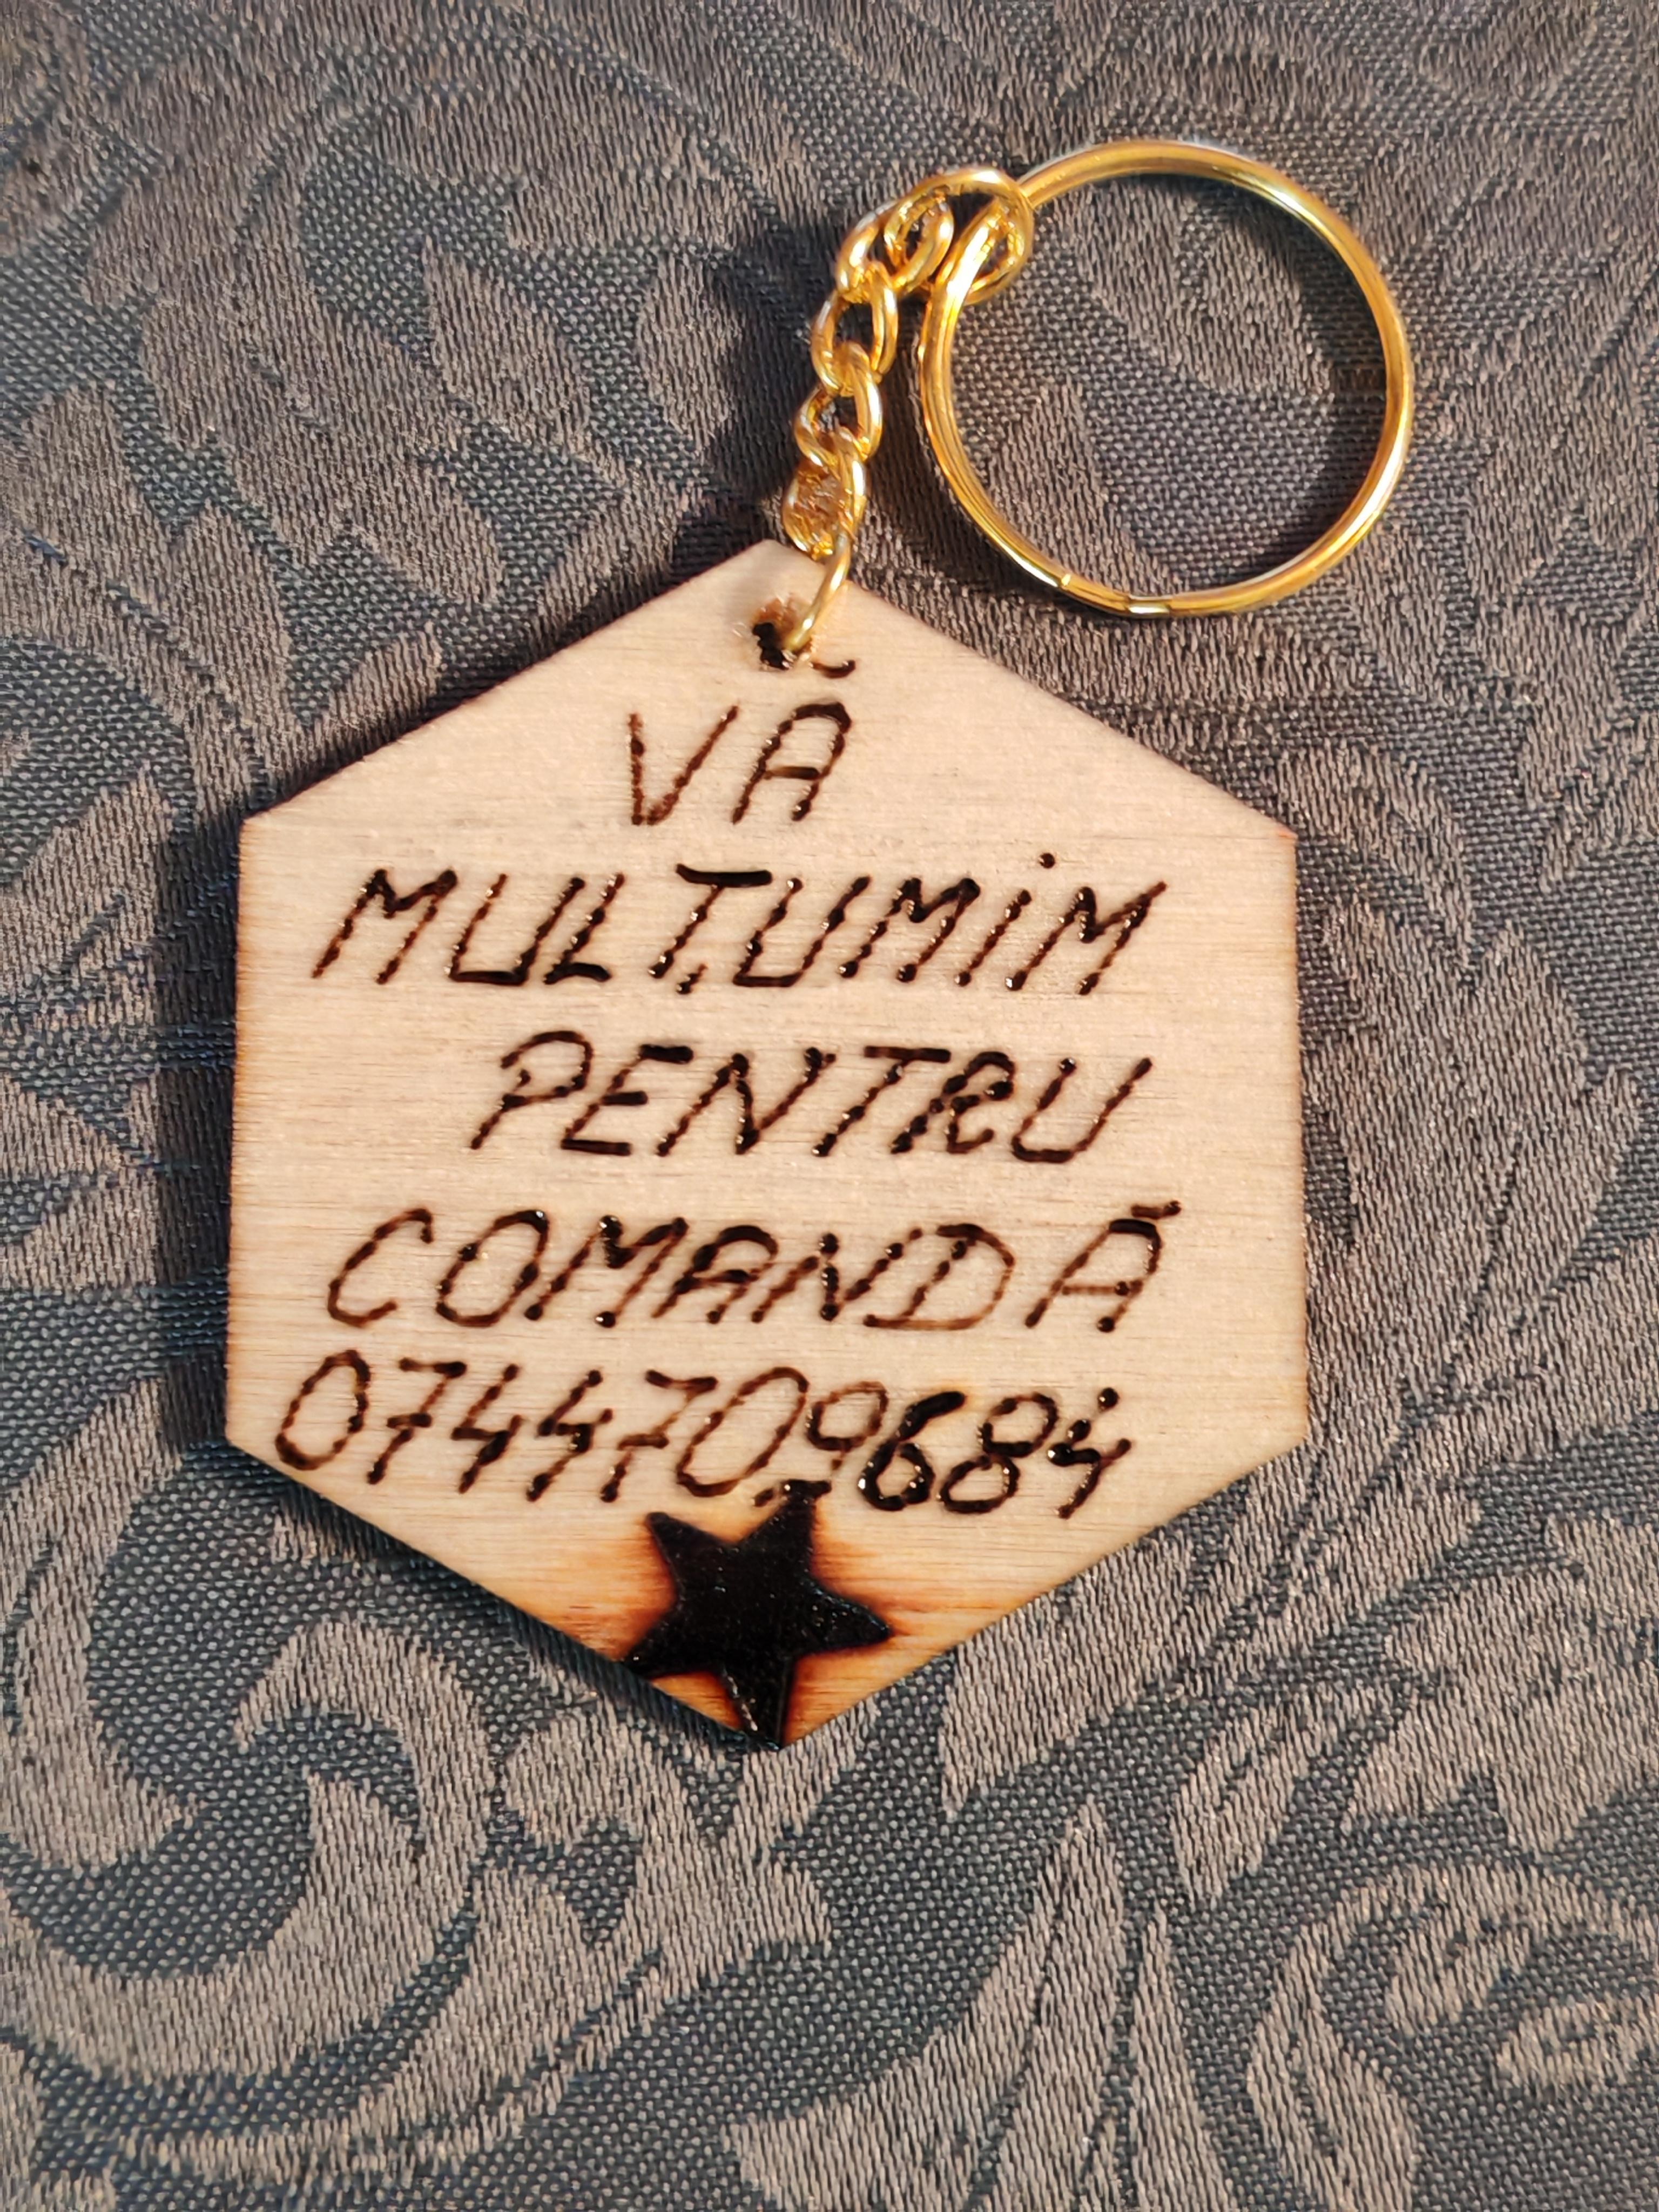 VĂ
MULȚUMIM
PENTRU
COMANDĂ
0744709684